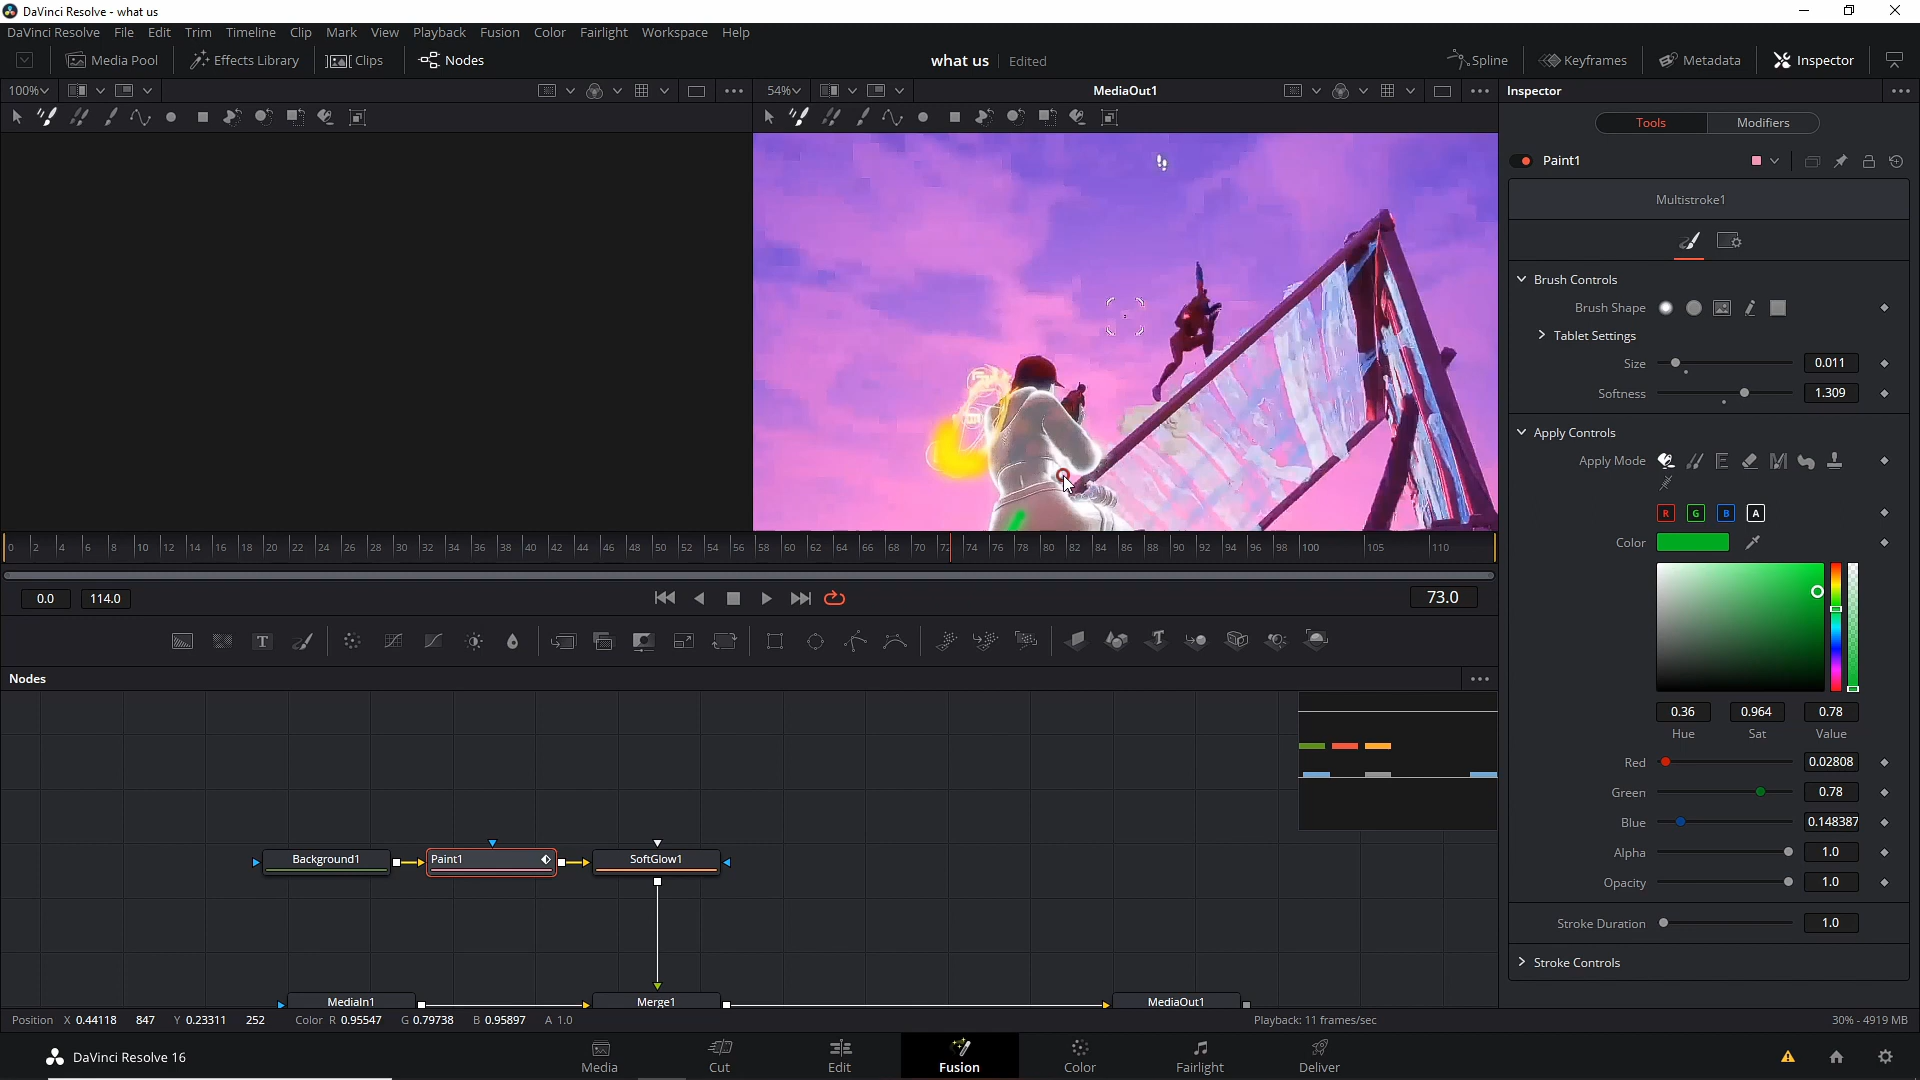 DaVinci Resolve - what us
DaVinci Resolve File Edit Trim Timeline Clip Mark View Playback Fusion Color Fairlight Workspace Help
Media Pool Effects Library Clips Nodes what us Edited Spline Keyframes Metadata Inspector
100% 54% MediaOut1 Inspector
Tools Modifiers
Paint1
Multistroke1
Brush Controls
Brush Shape
Tablet Settings
Size 0.011
Softness 1.309
Apply Controls
Apply Mode
R G B A
Color
0.36 0.964 0.78
Hue Sat Value
Red 0.02808
Green 0.78
Blue 0.148387
Alpha 1.0
Opacity 1.0
Stroke Duration 1.0
Stroke Controls
0 2 4 6 8 10 12 14 16 18 20 22 24 26 28 30 32 34 36 38 40 42 44 46 48 50 52 54 56 58 60 62 64 66 68 70 72 74 76 78 80 82 84 86 88 90 92 94 96 98 100 105 110
0.0 114.0 73.0
Nodes
Background1 Paint1 SoftGlow1
MediaIn1 Merge1 MediaOut1
Position X 0.44118 847 Y 0.23311 252 Color R 0.95547 G 0.79738 B 0.95897 A 1.0 Playback: 11 frames/sec 30% - 4919 MB
DaVinci Resolve 16 Media Cut Edit Fusion Color Fairlight Deliver